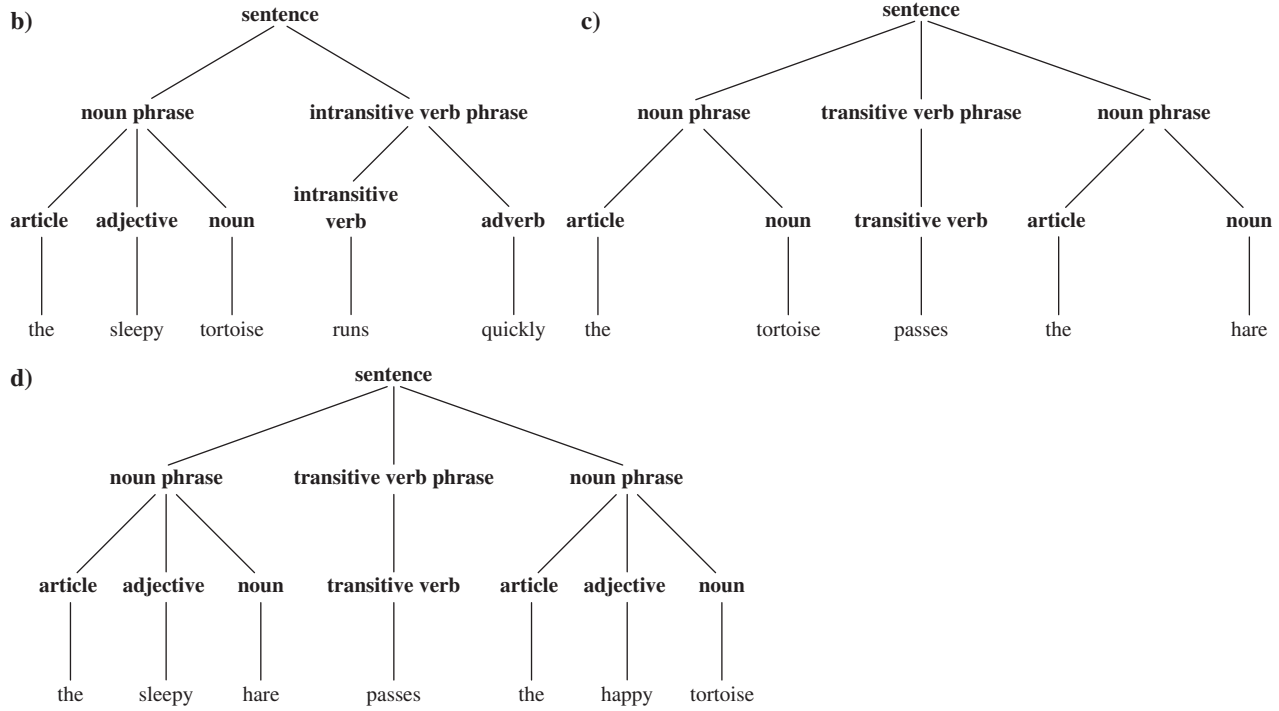 b)
sentence
noun phrase intransitive verb phrase
intransitive
article adjective noun verb adverb
the sleepy tortoise runs quickly
c)
sentence
noun phrase transitive verb phrase noun phrase
article noun transitive verb article noun
the tortoise passes the hare
d)
sentence
noun phrase transitive verb phrase noun phrase
article adjective noun transitive verb article adjective noun
the sleepy hare passes the happy tortoise